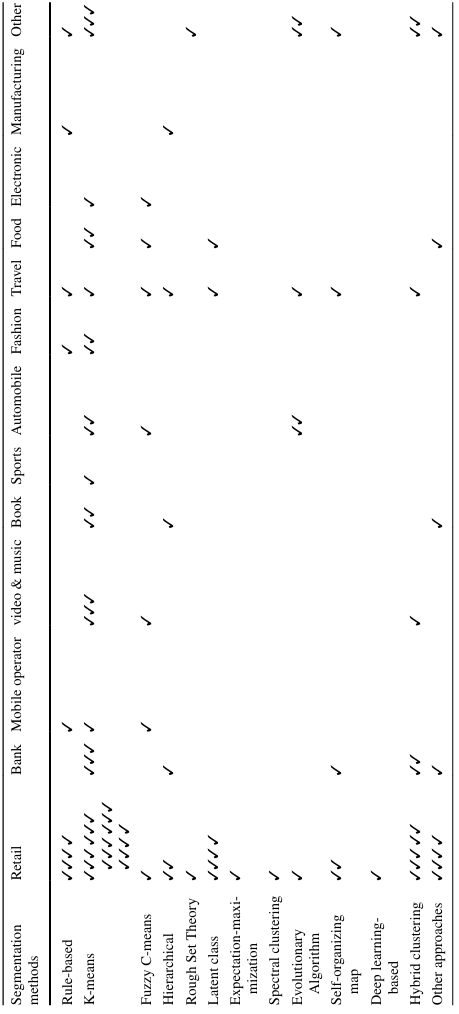 Segmentation methods Retail Bank Mobile operator video & music Book Sports Automobile Fashion Travel Food Electronic Manufacturing Other
Rule-based ✓✓✓✓ ✓ ✓ ✓ ✓ ✓
K-means ✓✓✓✓✓✓ ✓✓✓ ✓ ✓✓✓ ✓✓ ✓ ✓✓ ✓✓ ✓ ✓✓ ✓ ✓✓✓
✓✓✓✓✓✓
✓✓✓✓
Fuzzy C-means ✓ ✓ ✓ ✓ ✓ ✓ ✓
Hierarchical ✓✓ ✓ ✓ ✓ ✓
Rough Set Theory ✓ ✓
Latent class ✓✓✓✓ ✓ ✓
Expectation-maxi- ✓
mization
Spectral clustering ✓
Evolutionary ✓ ✓✓ ✓ ✓✓
Algorithm
Self-organizing ✓✓ ✓ ✓ ✓
map
Deep learning- ✓
based
Hybrid clustering ✓✓✓✓✓ ✓✓ ✓ ✓ ✓✓
Other approaches ✓✓✓✓ ✓ ✓ ✓ ✓